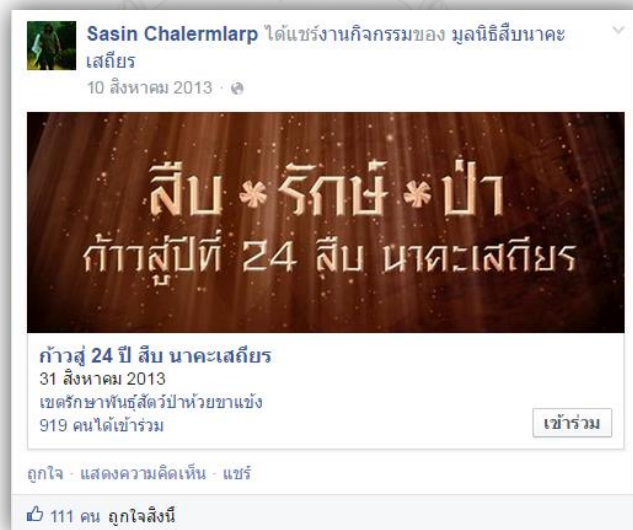 Sasin Chalermlarp ได้แชร์งานกิจกรรมของ มูลนิธิสืบนาคะ
เสถียร
10 สิงหาคม 2013 ·
สืบ * รักษ์ * ป่า
ก้าวสู่ปีที่ 24 สืบ นาคะเสถียร
ก้าวสู่ 24 ปี สืบ นาคะเสถียร
31 สิงหาคม 2013
เขตรักษาพันธุ์สัตว์ป่าห้วยขาแข้ง
919 คนได้เข้าร่วม
เข้าร่วม
ถูกใจ · แสดงความคิดเห็น · แชร์
111 คน ถูกใจสิ่งนี้